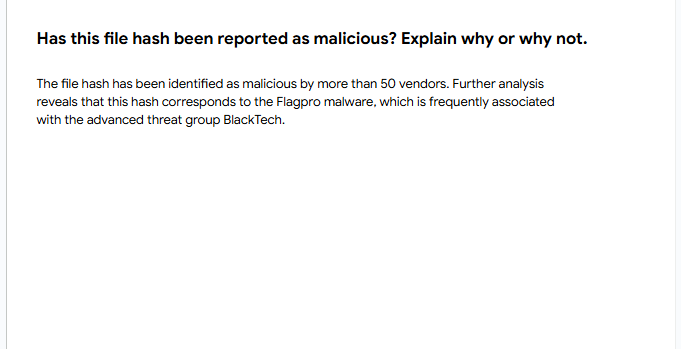 Has this file hash been reported as malicious? Explain why or why not.
The file hash has been identified as malicious by more than 50 vendors. Further analysis
reveals that this hash corresponds to the Flagpro malware, which is frequently associated
with the advanced threat group BlackTech.